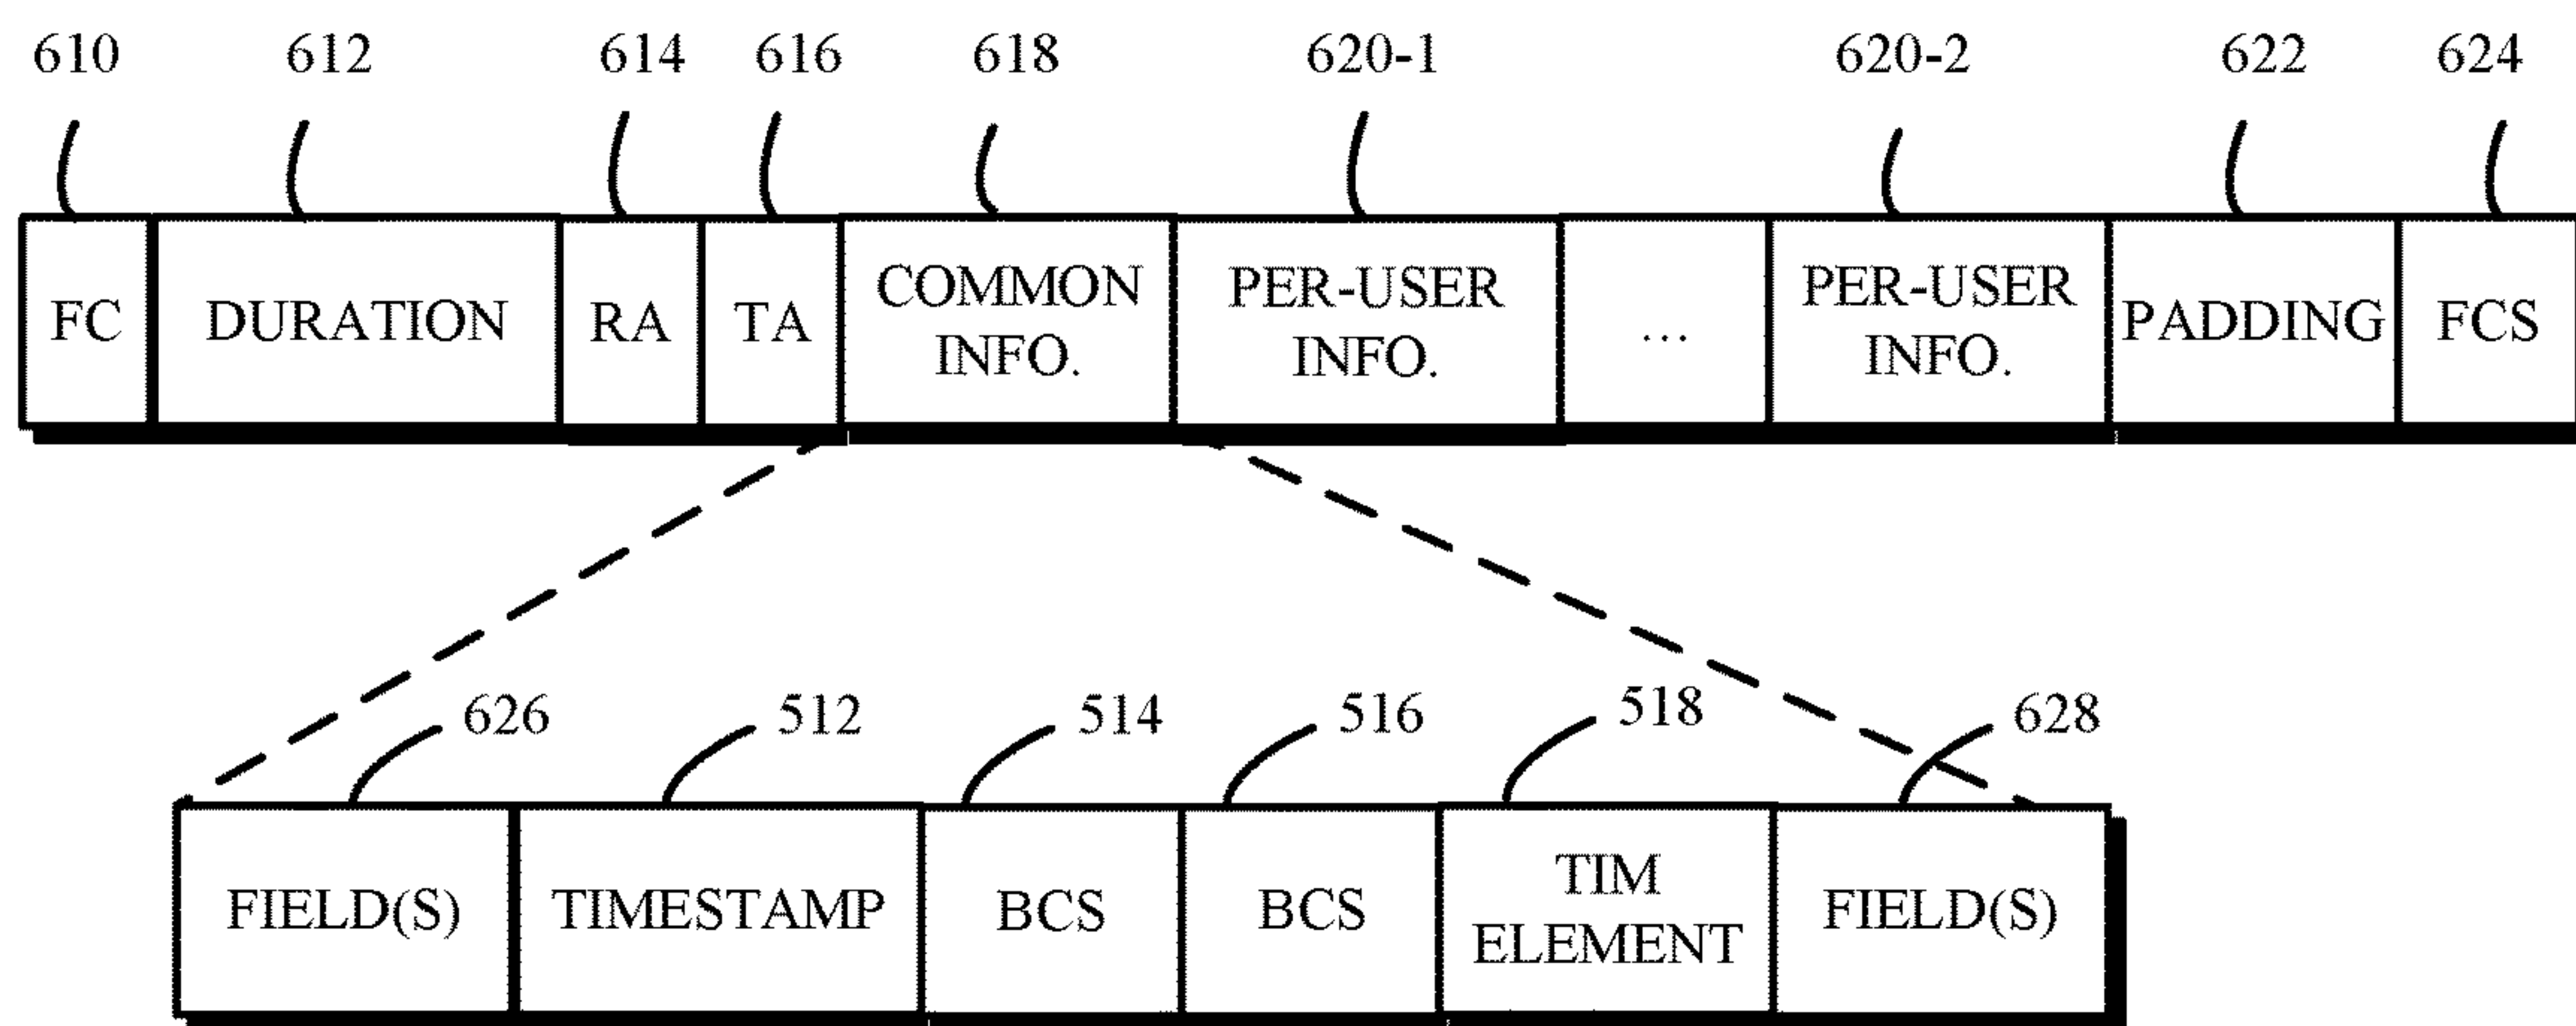 610 612 614 616 618 620-1 620-2 622 624
FC DURATION RA TA COMMON INFO. PER-USER INFO. ... PER-USER INFO. PADDING FCS
626 512 514 516 518 628
FIELD(S) TIMESTAMP BCS BCS TIM ELEMENT FIELD(S)